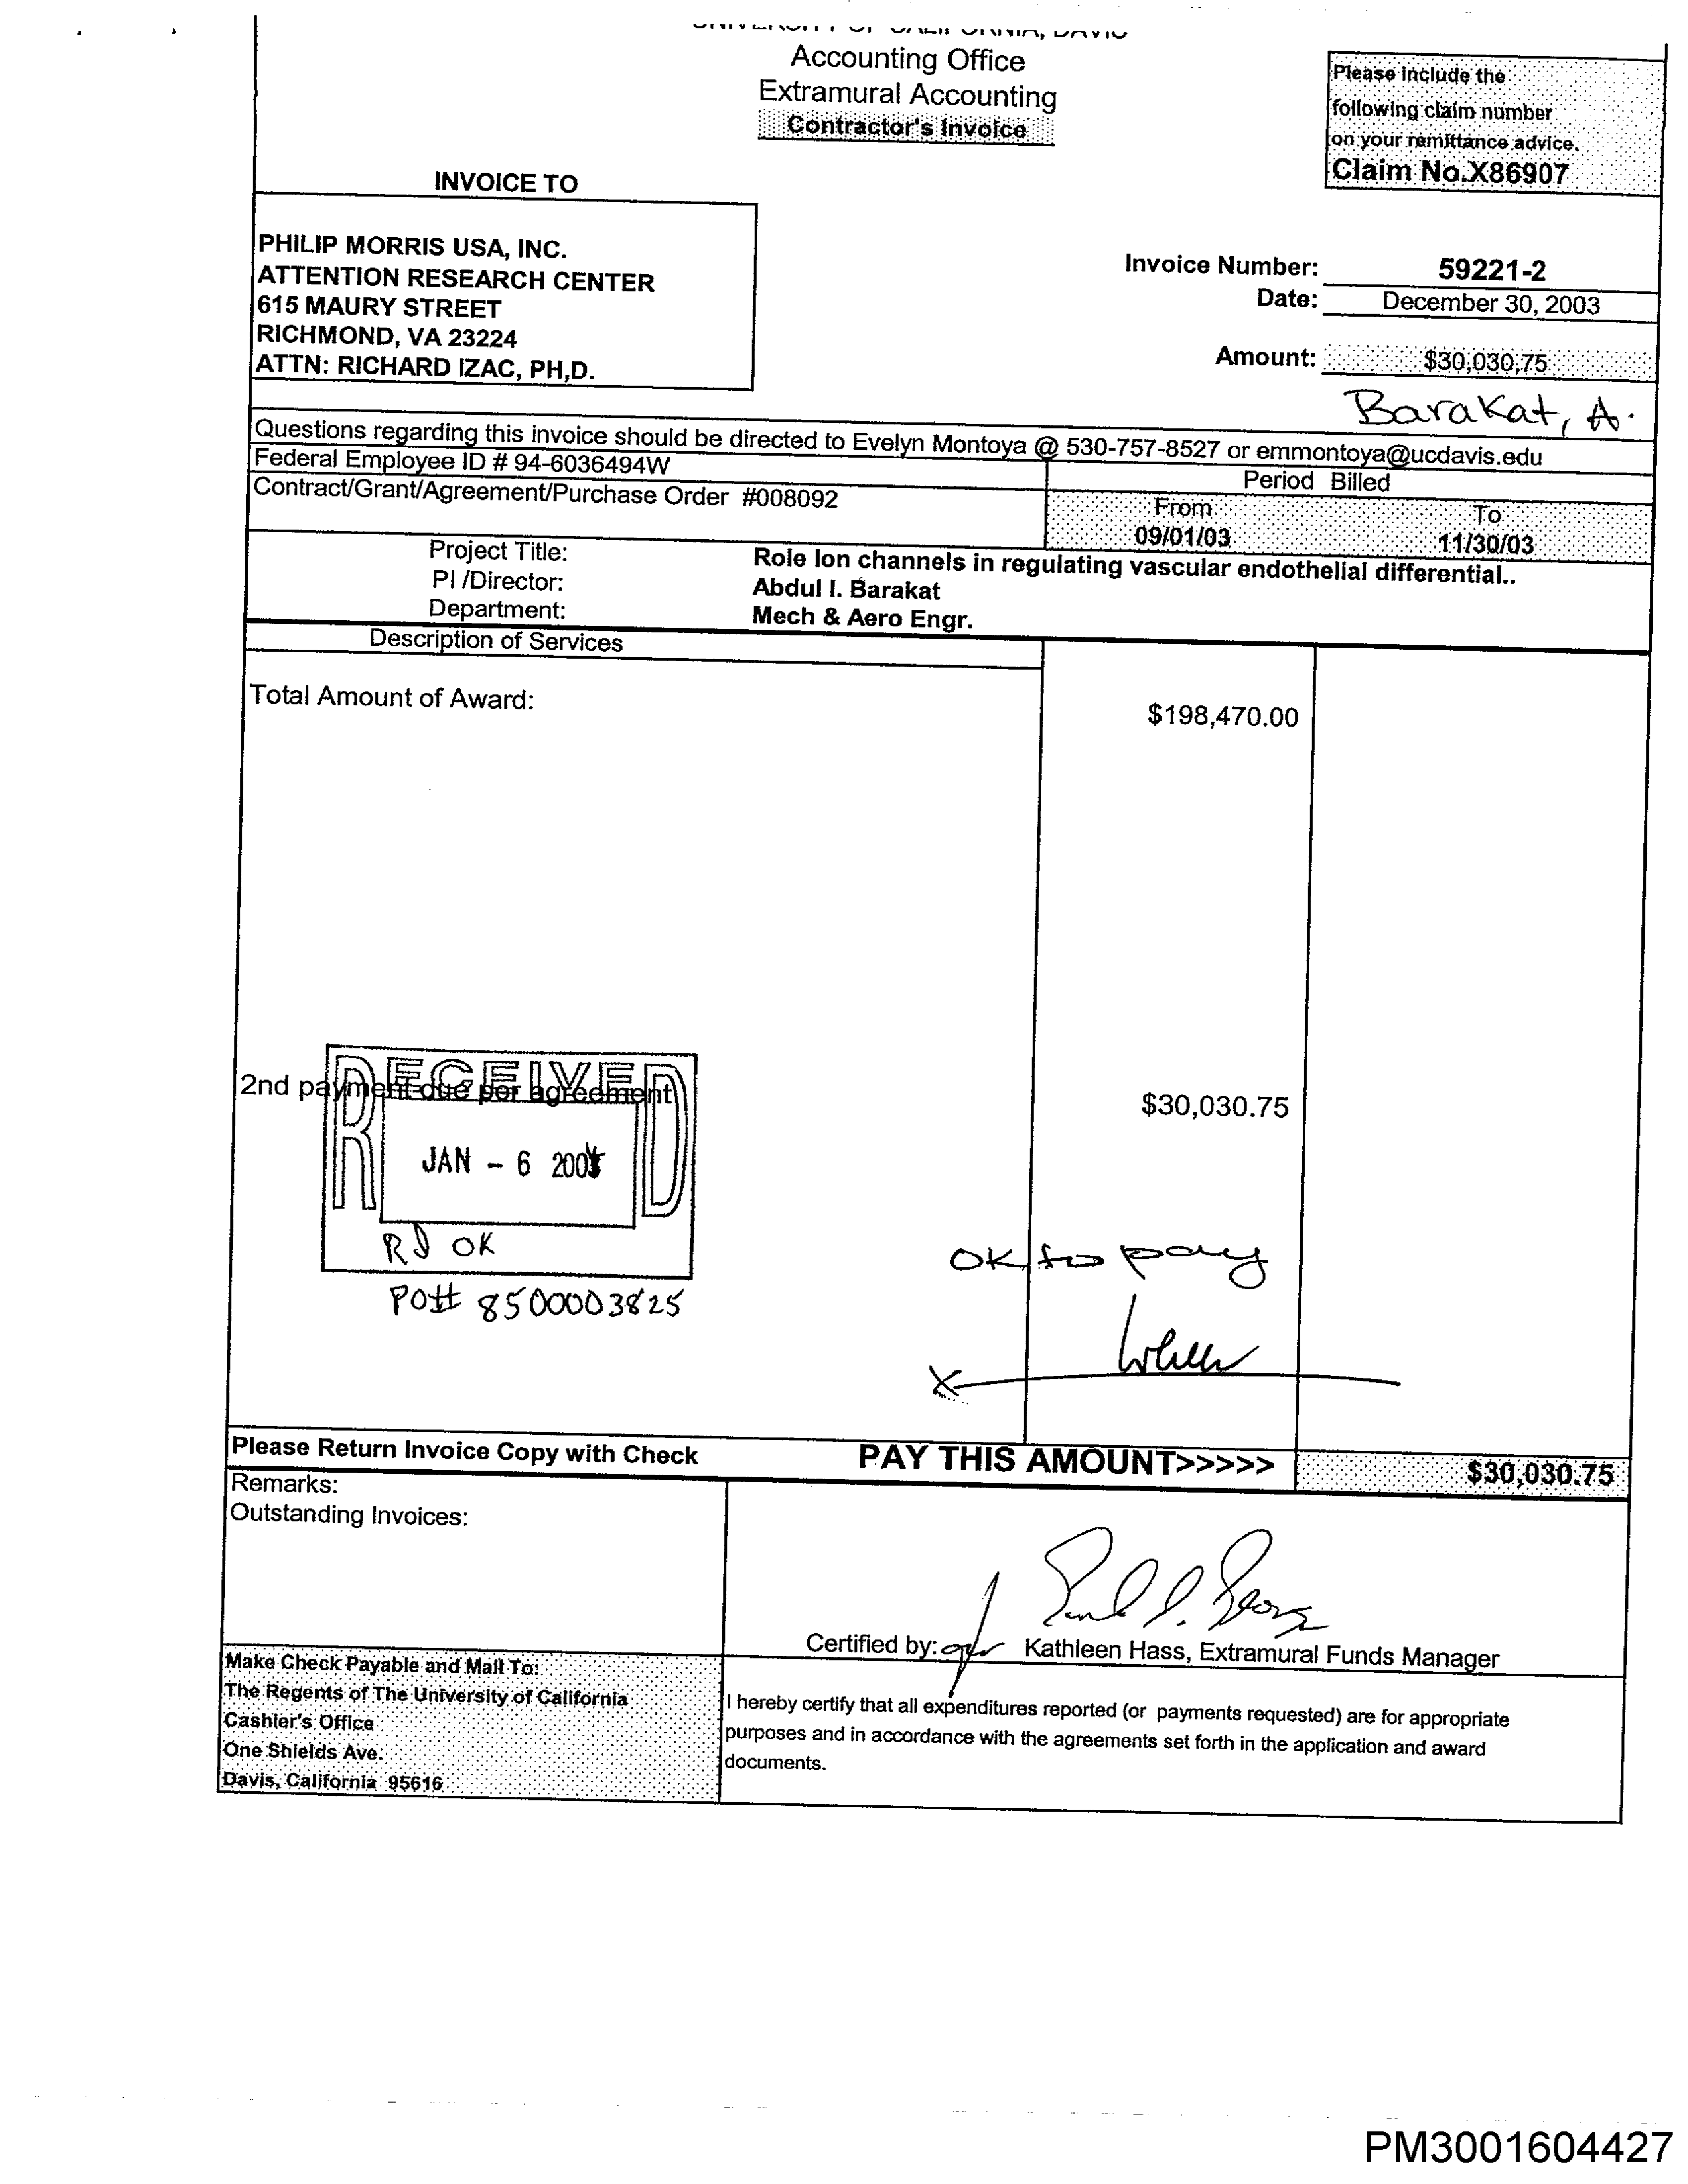 UNIVERSITY OF CALIFORNIA, DAVIS
Accounting Office
Extramural Accounting
Contractor's Invoice
Please include the
following claim number
on your remittance advice.
Claim No.X86907
INVOICE TO
PHILIP MORRIS USA, INC.
ATTENTION RESEARCH CENTER
615 MAURY STREET
RICHMOND, VA 23224
ATTN: RICHARD IZAC, PH,D.
Invoice Number: 59221-2
Date: December 30, 2003
Amount: $30,030.75
Barakat, A.
Questions regarding this invoice should be directed to Evelyn Montoya @ 530-757-8527 or emmontoya@ucdavis.edu
Federal Employee ID # 94-6036494W
Period Billed
Contract/Grant/Agreement/Purchase Order #008092
From To
09/01/03 11/30/03
Project Title: Role Ion channels in regulating vascular endothelial differential..
PI /Director: Abdul I. Barakat
Department: Mech & Aero Engr.
Description of Services
Total Amount of Award: $198,470.00
RECEIVED
2nd payment due per agreement $30,030.75
JAN - 6 2004
RJ OK
PO# 8500003825
OK to pay
X
Please Return Invoice Copy with Check PAY THIS AMOUNT>>>>> $30,030.75
Remarks:
Outstanding Invoices:
Certified by: Kathleen Hass, Extramural Funds Manager
Make Check Payable and Mail To:
The Regents of The University of California
Cashier's Office
One Shields Ave.
Davis, California 95616
I hereby certify that all expenditures reported (or payments requested) are for appropriate
purposes and in accordance with the agreements set forth in the application and award
documents.
PM3001604427